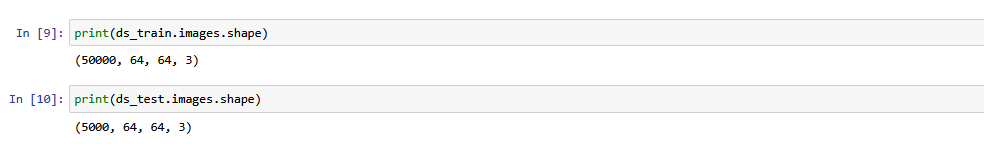 In [9]: print(ds_train.images.shape)
(50000, 64, 64, 3)
In [10]: print(ds_test.images.shape)
(5000, 64, 64, 3)